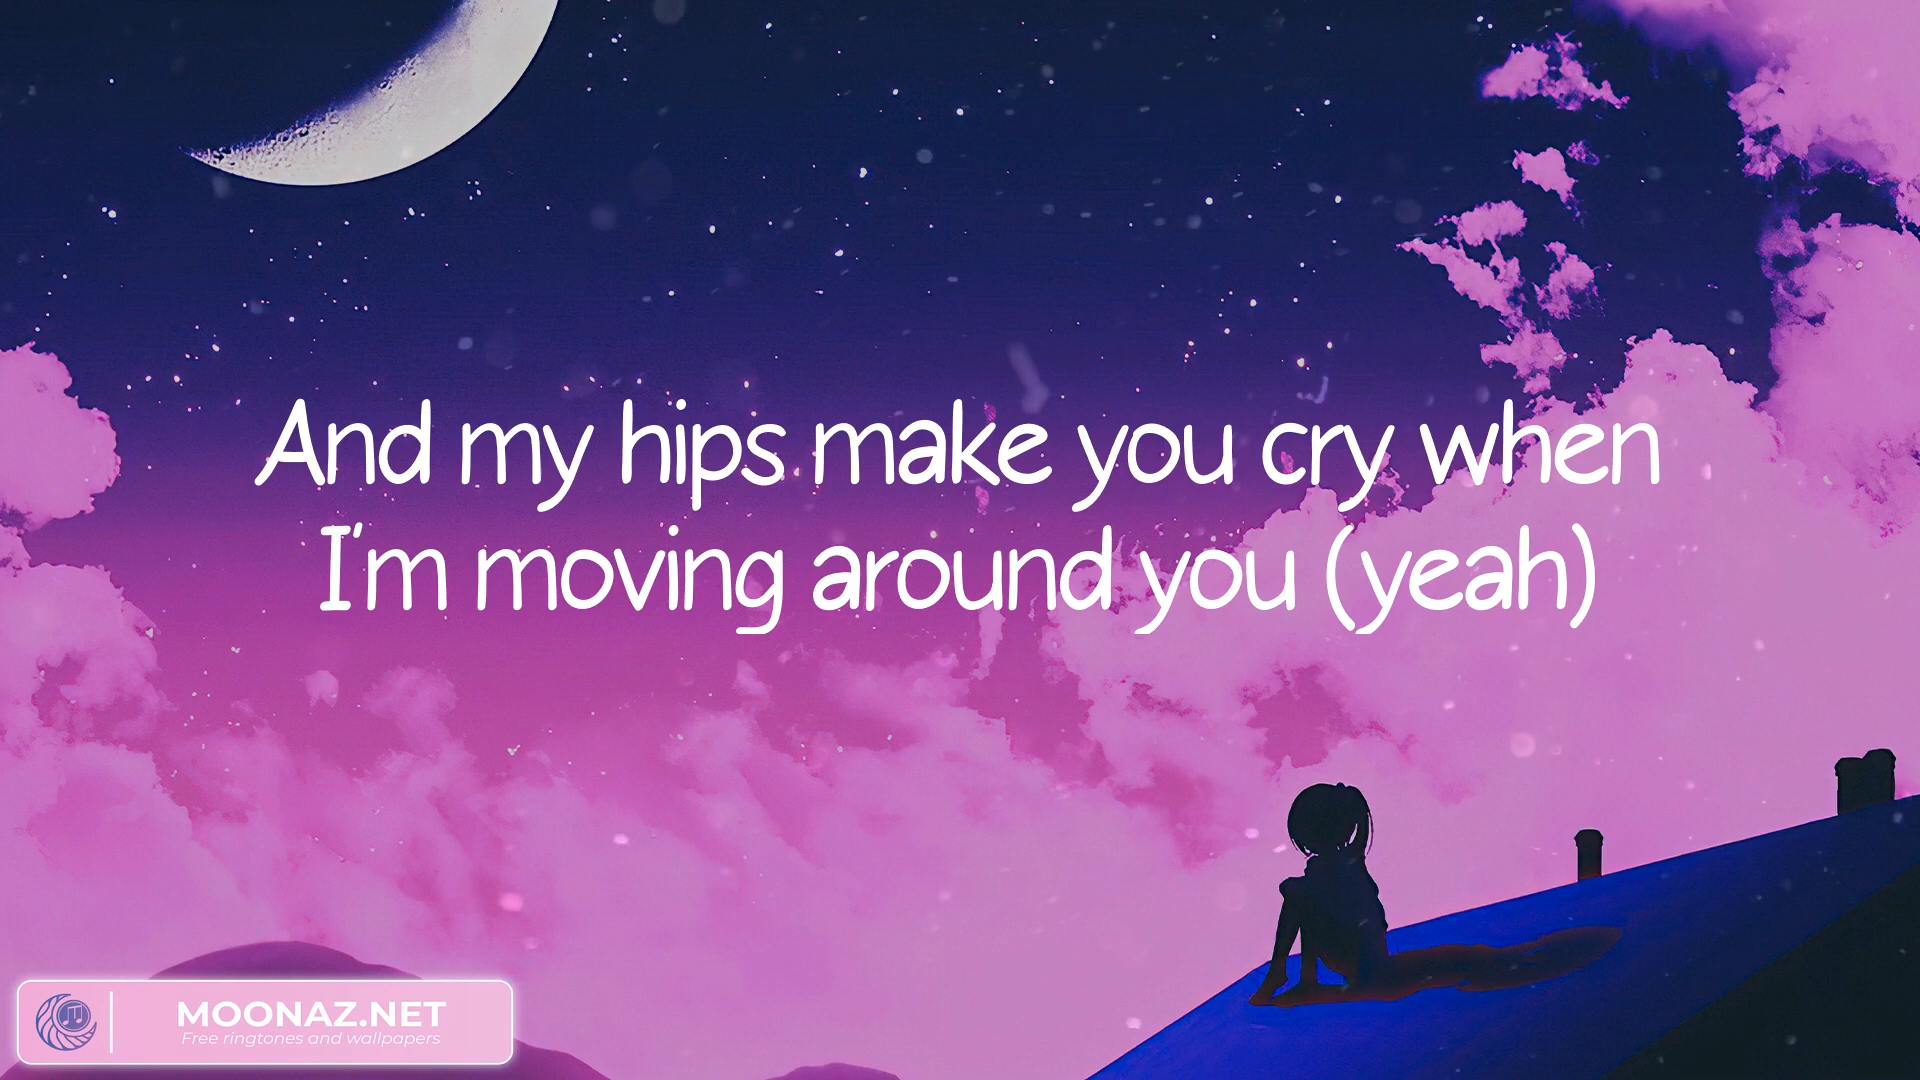 And my hips make you cry when
I'm moving around you (yeah)
MOONAZ.NET
Free ringtones and wallpapers